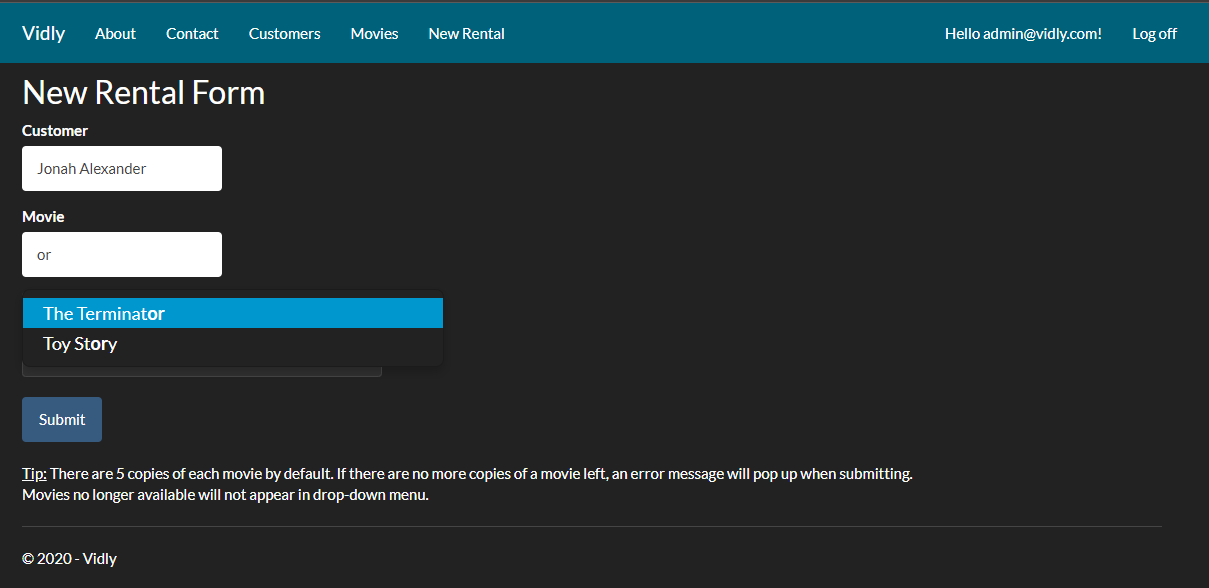 Vidly About Contact Customers Movies New Rental Hello admin@vidly.com! Log off
New Rental Form
Customer
Jonah Alexander
Movie
or
The Terminator
Toy Story
Submit
Tip: There are 5 copies of each movie by default. If there are no more copies of a movie left, an error message will pop up when submitting.
Movies no longer available will not appear in drop-down menu.
© 2020 - Vidly